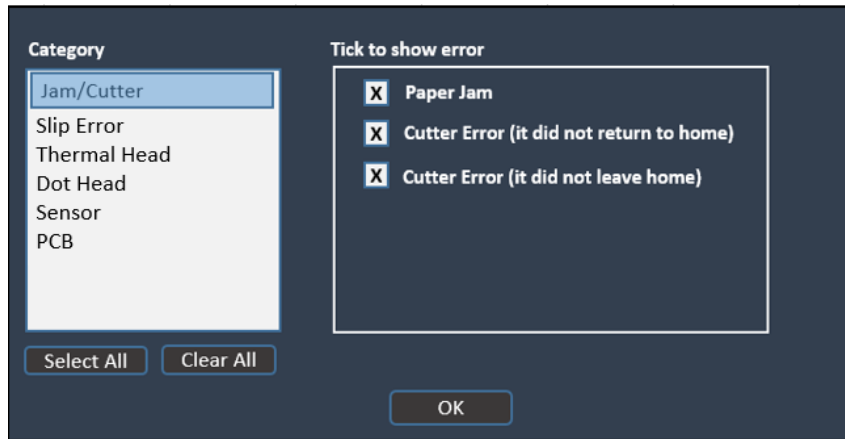 Category
Jam/Cutter
Slip Error
Thermal Head
Dot Head
Sensor
PCB
Select All
Clear All
Tick to show error
X Paper Jam
X Cutter Error (it did not return to home)
X Cutter Error (it did not leave home)
OK